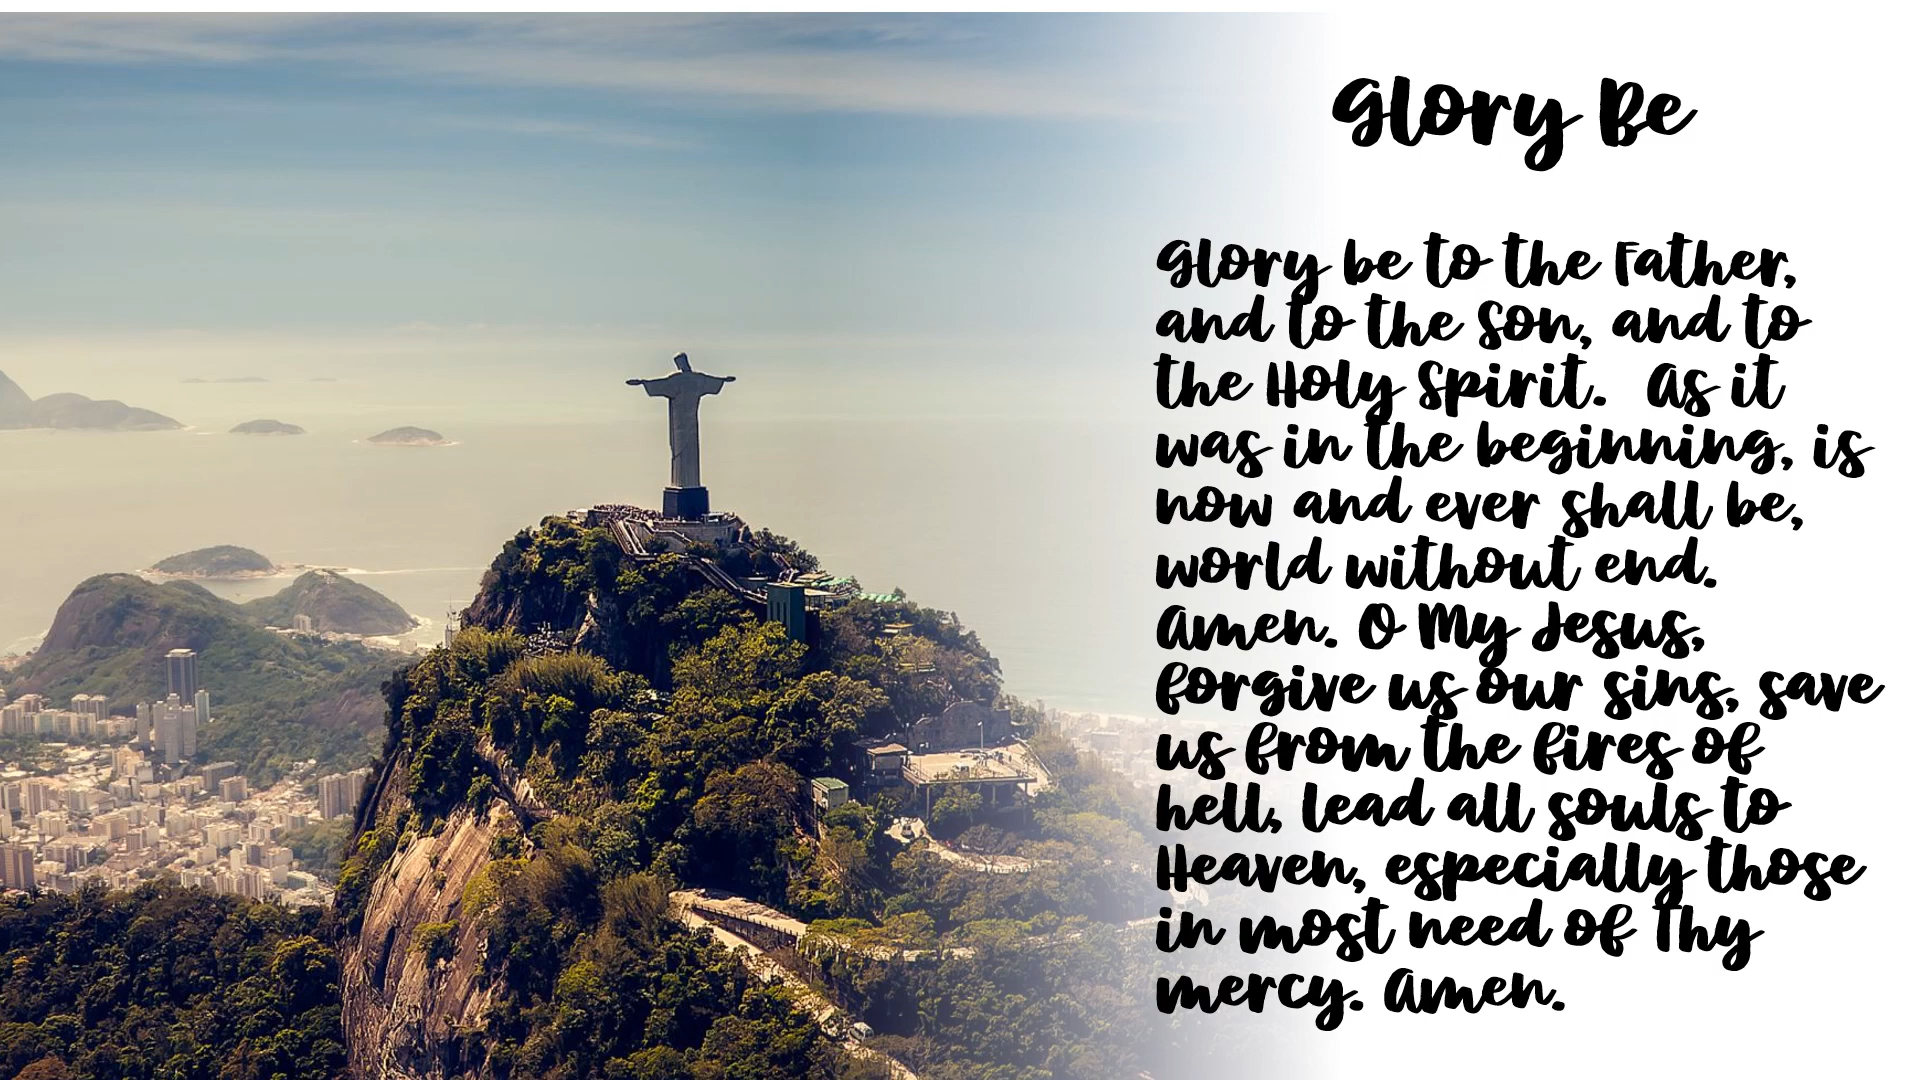 Glory Be
Glory be to the Father,
and to the Son, and to
the Holy Spirit.  As it
was in the beginning, is
now and ever shall be,
world without end.
Amen. O My Jesus,
forgive us our sins, save
us from the fires of
hell, lead all souls to
Heaven, especially those
in most need of Thy
mercy. Amen.